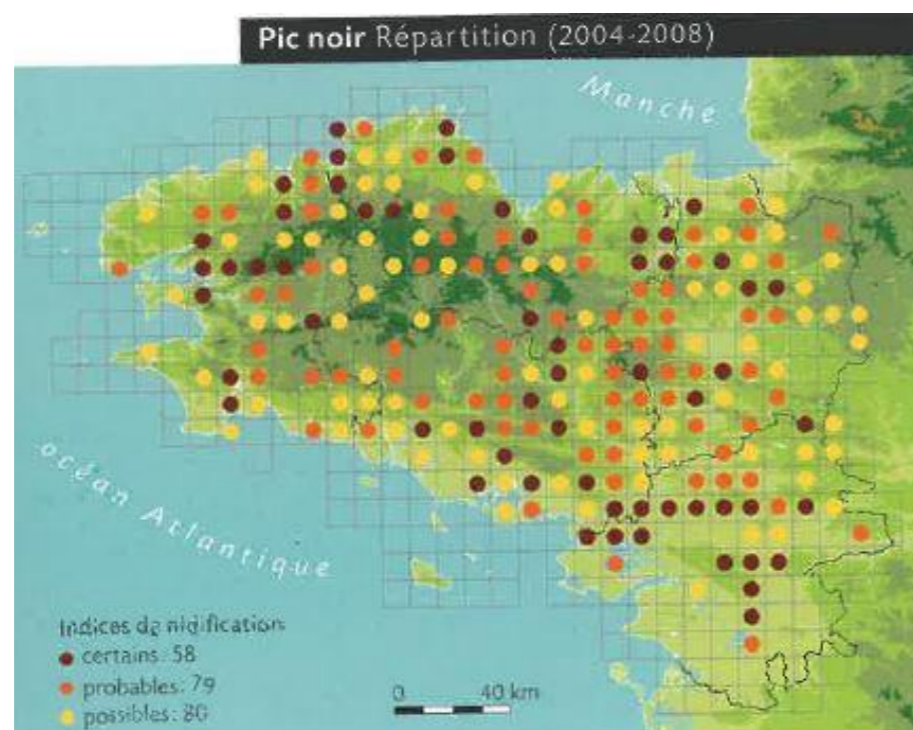 Pic noir Répartition (2004-2008)
Manche
océan Atlantique
Indices de nidification
certains: 58
probables: 79
possibles: 80
0 40 km